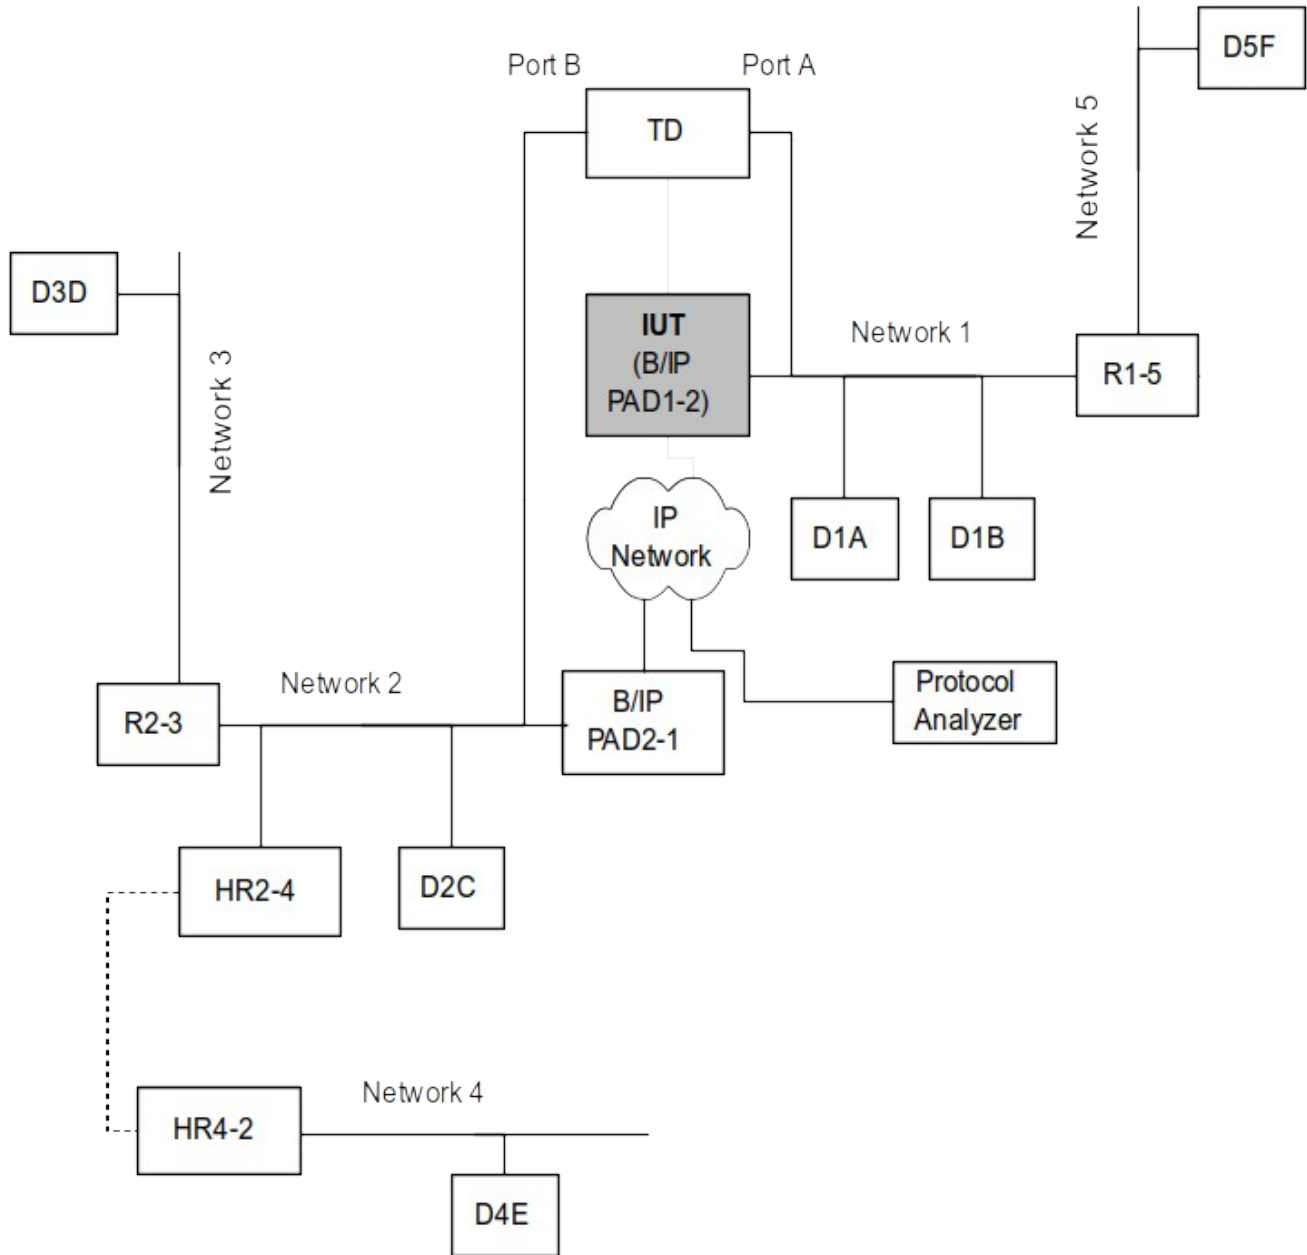 D5F
Port B
Port A
TD
Network 5
D3D
IUT
(B/IP
PAD1-2)
Network 1
R1-5
Network 3
IP
Network
D1A
D1B
Network 2
R2-3
B/IP
PAD2-1
Protocol
Analyzer
HR2-4
D2C
Network 4
HR4-2
D4E